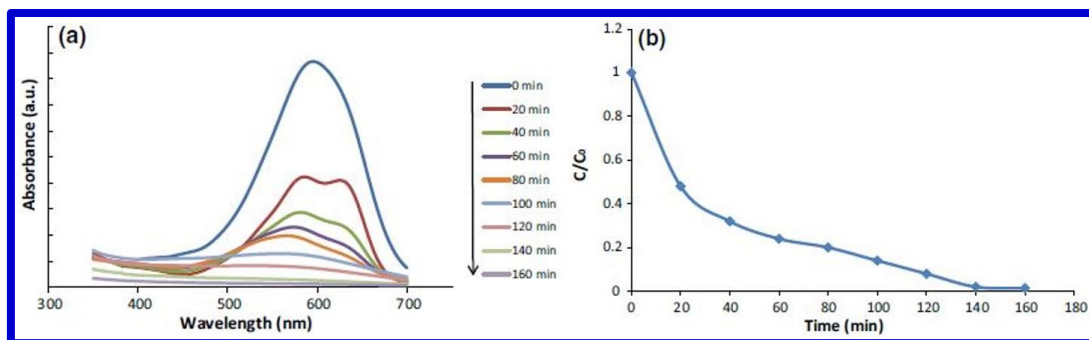 (a)
Absorbance (a.u.)
300 400 500 600 700
Wavelength (nm)
0 min
20 min
40 min
60 min
80 min
100 min
120 min
140 min
160 min
(b)
C/C₀
1.2
1
0.8
0.6
0.4
0.2
0
0 20 40 60 80 100 120 140 160 180
Time (min)